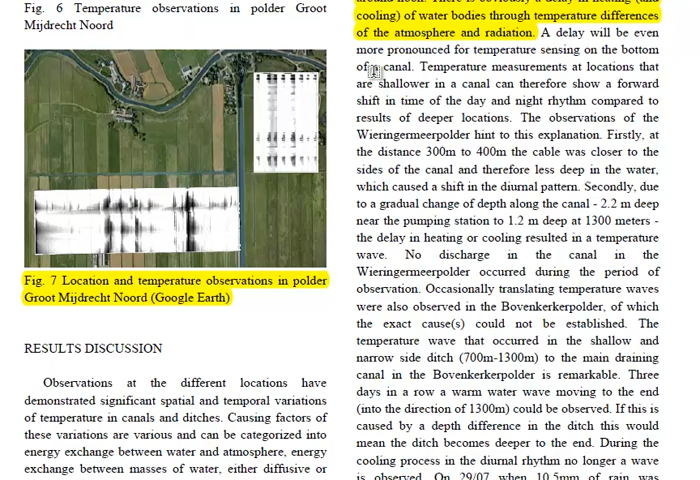 Fig. 6 Temperature observations in polder Groot
Mijdrecht Noord
Fig. 7 Location and temperature observations in polder
Groot Mijdrecht Noord (Google Earth)
RESULTS DISCUSSION
Observations at the different locations have
demonstrated significant spatial and temporal variations
of temperature in canals and ditches. Causing factors of
these variations are various and can be categorized into
energy exchange between water and atmosphere, energy
exchange between masses of water, either diffusive or
around noon. There is obviously a delay in heating (and
cooling) of water bodies through temperature differences
of the atmosphere and radiation. A delay will be even
more pronounced for temperature sensing on the bottom
of a canal. Temperature measurements at locations that
are shallower in a canal can therefore show a forward
shift in time of the day and night rhythm compared to
results of deeper locations. The observations of the
Wieringermeerpolder hint to this explanation. Firstly, at
the distance 300m to 400m the cable was closer to the
sides of the canal and therefore less deep in the water,
which caused a shift in the diurnal pattern. Secondly, due
to a gradual change of depth along the canal - 2.2 m deep
near the pumping station to 1.2 m deep at 1300 meters -
the delay in heating or cooling resulted in a temperature
wave. No discharge in the canal in the
Wieringermeerpolder occurred during the period of
observation. Occasionally translating temperature waves
were also observed in the Bovenkerkerpolder, of which
the exact cause(s) could not be established. The
temperature wave that occurred in the shallow and
narrow side ditch (700m-1300m) to the main draining
canal in the Bovenkerkerpolder is remarkable. Three
days in a row a warm water wave moving to the end
(into the direction of 1300m) could be observed. If this is
caused by a depth difference in the ditch this would
mean the ditch becomes deeper to the end. During the
cooling process in the diurnal rhythm no longer a wave
is observed. On 29/07 when 10.5mm of rain was